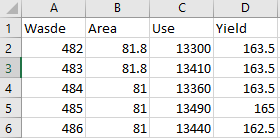 A B C D
1 Wasde Area Use Yield
2 482 81.8 13300 163.5
3 483 81.8 13410 163.5
4 484 81 13360 163.5
5 485 81 13490 165
6 486 81 13440 162.5